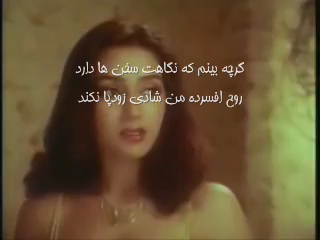 گرچه بینم که نگاهت سخن ها دارد
روح افسرده من شادی زودپا نکند